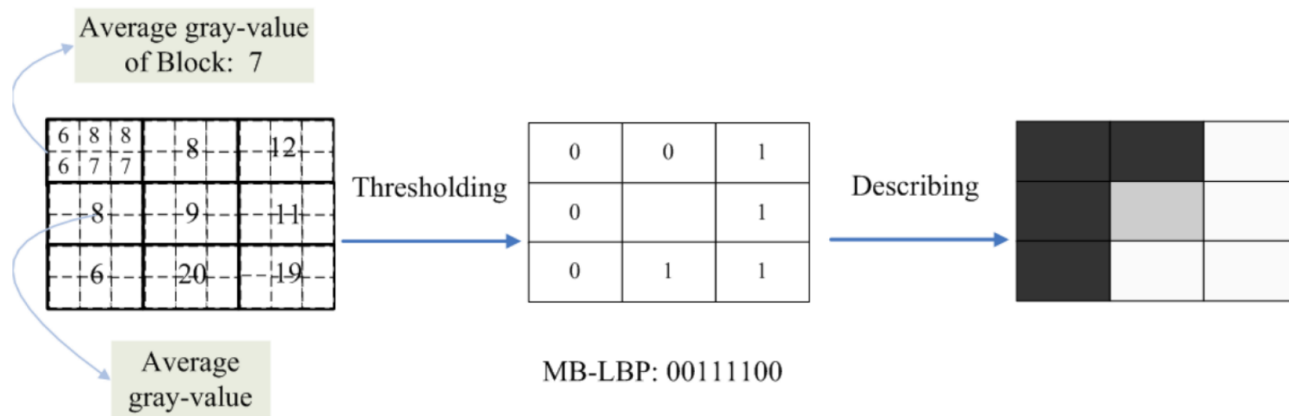 Average gray-value
of Block: 7
6 8 8
6 7 7
8
12
8
9
11
6
20
19
Thresholding
0 0 1
0 1
0 1 1
Describing
Average
gray-value
MB-LBP: 00111100